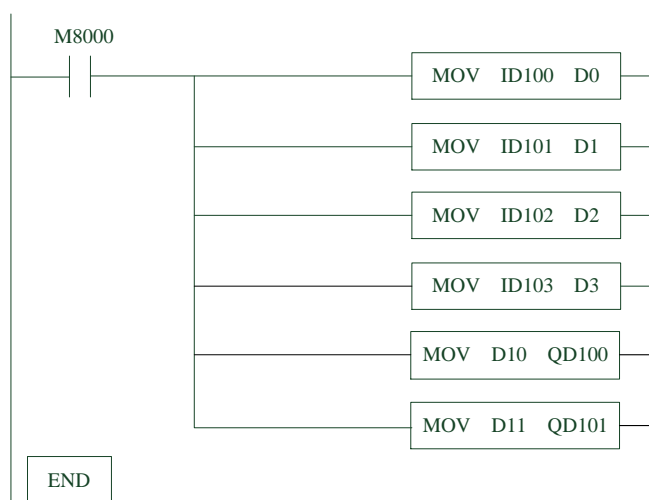 M8000
MOV ID100 D0
MOV ID101 D1
MOV ID102 D2
MOV ID103 D3
MOV D10 QD100
MOV D11 QD101
END